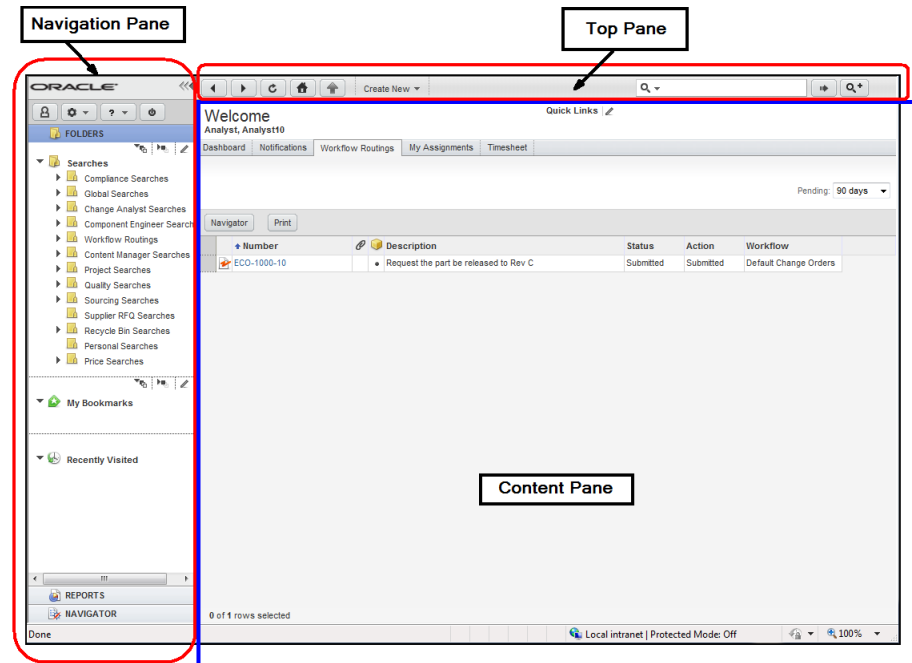 Navigation Pane
Top Pane
ORACLE
Create New
Welcome
Quick Links
Analyst, Analyst10
FOLDERS
Dashboard Notifications Workflow Routings My Assignments Timesheet
Searches
Compliance Searches
Global Searches
Change Analyst Searches
Component Engineer Search
Workflow Routings
Content Manager Searches
Project Searches
Quality Searches
Sourcing Searches
Supplier RFQ Searches
Recycle Bin Searches
Personal Searches
Price Searches
My Bookmarks
Recently Visited
REPORTS
NAVIGATOR
Pending: 90 days
Navigator Print
Number Description Status Action Workflow
ECO-1000-10 Request the part be released to Rev C Submitted Submitted Default Change Orders
Content Pane
0 of 1 rows selected
Done Local intranet | Protected Mode: Off 100%